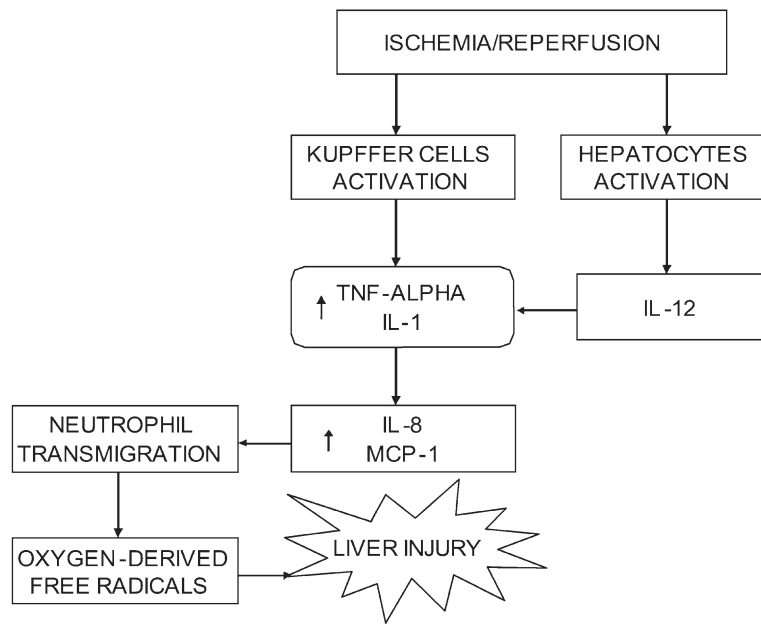 ISCHEMIA/REPERFUSION
KUPFFER CELLS
ACTIVATION
HEPATOCYTES
ACTIVATION
TNF-ALPHA
IL-1
IL-12
IL-8
MCP-1
NEUTROPHIL
TRANSMIGRATION
OXYGEN-DERIVED
FREE RADICALS
LIVER INJURY